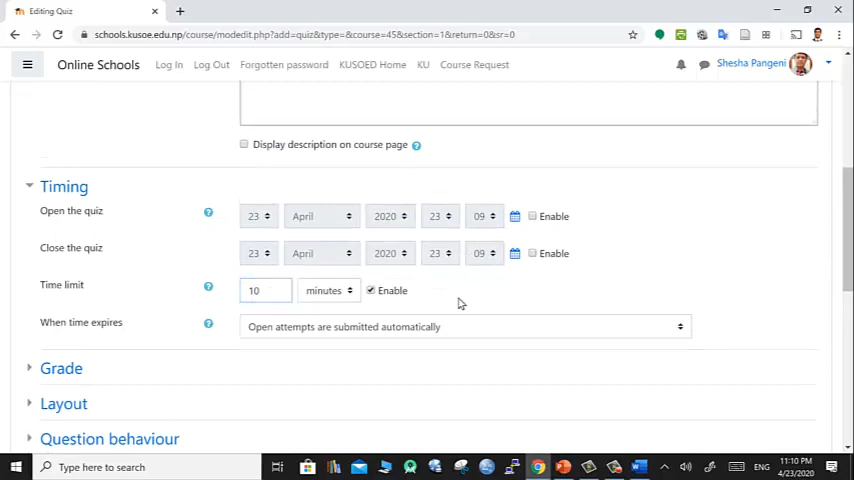 Editing Quiz
schools.kusoe.edu.np/course/modedit.php?add=quiz&type=&course=45&section=1&return=0&sr=0
Online Schools Log In Log Out Forgotten password KUSOED Home KU Course Request Shesha Pangeni
Display description on course page
Timing
Open the quiz 23 April 2020 23 09 Enable
Close the quiz 23 April 2020 23 09 Enable
Time limit 10 minutes Enable
When time expires Open attempts are submitted automatically
Grade
Layout
Question behaviour
Type here to search ENG 11:10 PM
4/23/2020